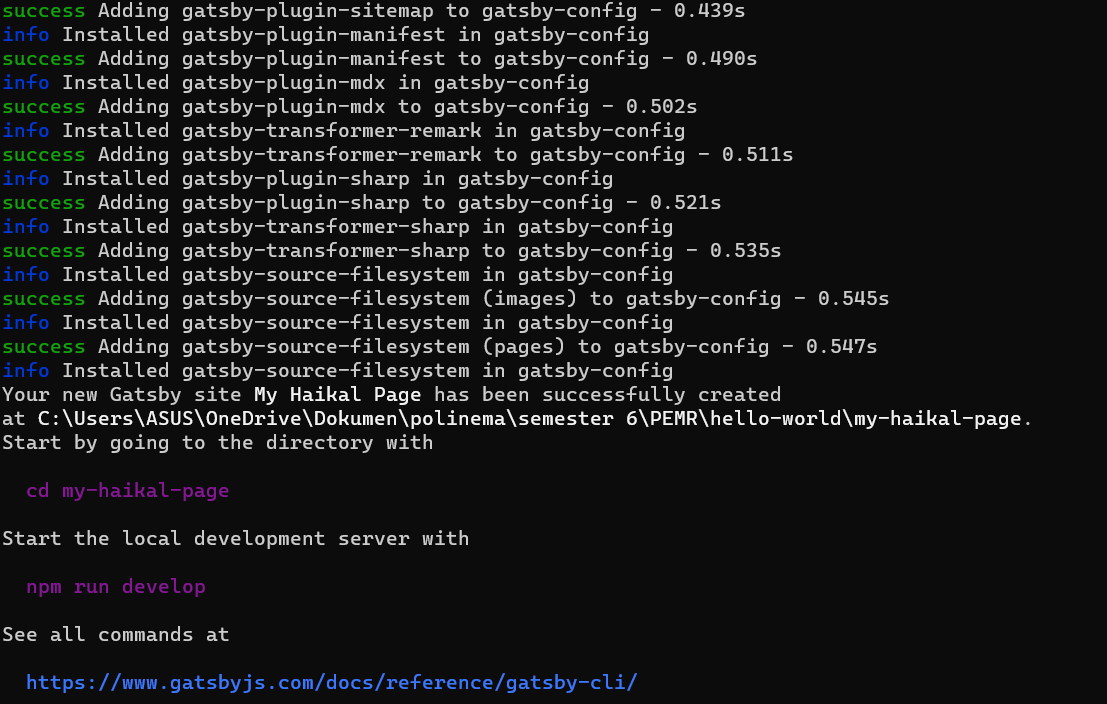 success Adding gatsby-plugin-sitemap to gatsby-config - 0.439s
info Installed gatsby-plugin-manifest in gatsby-config
success Adding gatsby-plugin-manifest to gatsby-config - 0.490s
info Installed gatsby-plugin-mdx in gatsby-config
success Adding gatsby-plugin-mdx to gatsby-config - 0.502s
info Installed gatsby-transformer-remark in gatsby-config
success Adding gatsby-transformer-remark to gatsby-config - 0.511s
info Installed gatsby-plugin-sharp in gatsby-config
success Adding gatsby-plugin-sharp to gatsby-config - 0.521s
info Installed gatsby-transformer-sharp in gatsby-config
success Adding gatsby-transformer-sharp to gatsby-config - 0.535s
info Installed gatsby-source-filesystem in gatsby-config
success Adding gatsby-source-filesystem (images) to gatsby-config - 0.545s
info Installed gatsby-source-filesystem in gatsby-config
success Adding gatsby-source-filesystem (pages) to gatsby-config - 0.547s
info Installed gatsby-source-filesystem in gatsby-config
Your new Gatsby site My Haikal Page has been successfully created
at C:\Users\ASUS\OneDrive\Dokumen\polinema\semester 6\PEMR\hello-world\my-haikal-page.
Start by going to the directory with
cd my-haikal-page
Start the local development server with
npm run develop
See all commands at
https://www.gatsbyjs.com/docs/reference/gatsby-cli/